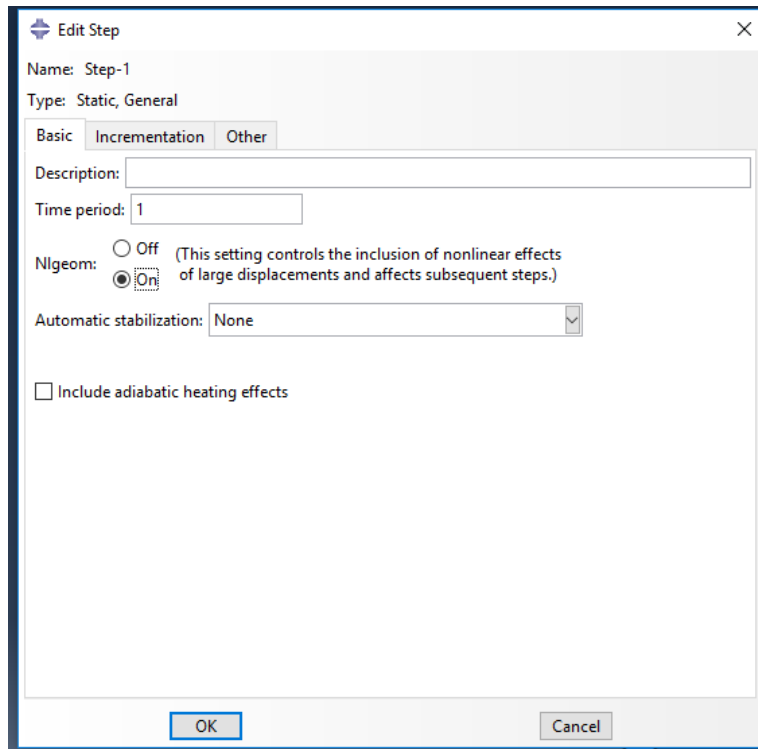 Edit Step
Name: Step-1
Type: Static, General
Basic Incrementation Other
Description:
Time period: 1
Nlgeom: Off (This setting controls the inclusion of nonlinear effects
On of large displacements and affects subsequent steps.)
Automatic stabilization: None
Include adiabatic heating effects
OK Cancel